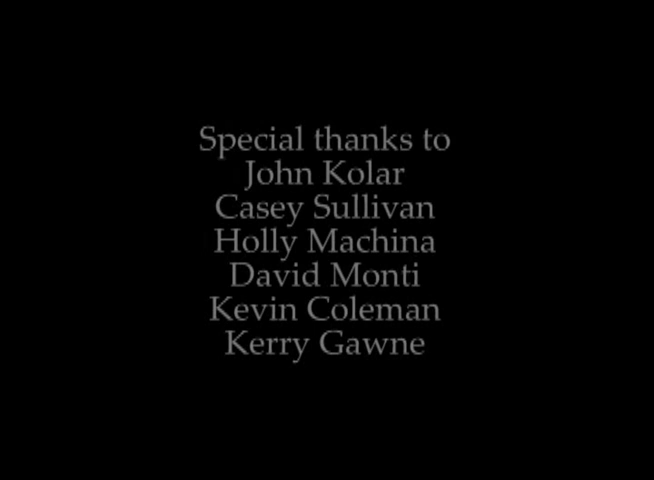 Special thanks to
John Kolar
Casey Sullivan
Holly Machina
David Monti
Kevin Coleman
Kerry Gawne